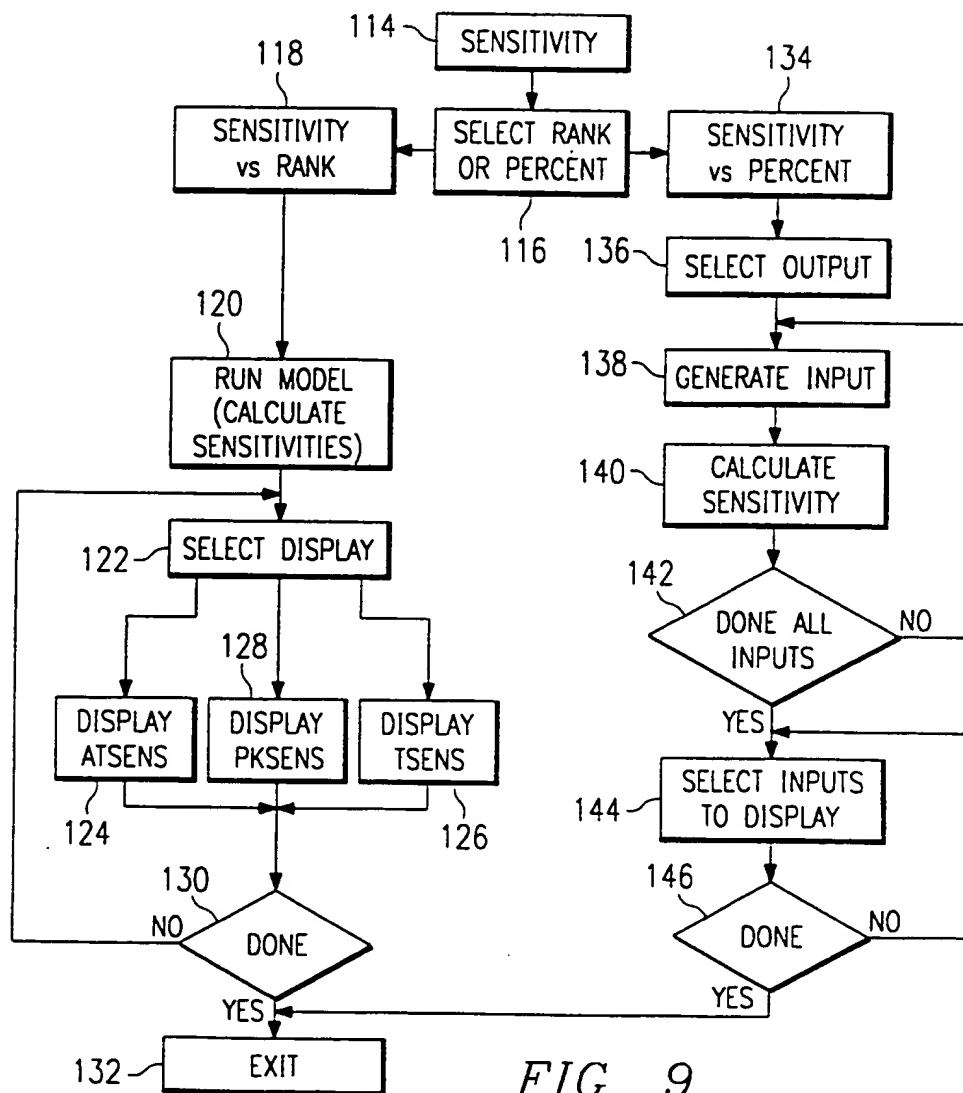 114
SENSITIVITY
118
SENSITIVITY
vs RANK
SELECT RANK
OR PERCENT
116
134
SENSITIVITY
vs PERCENT
136
SELECT OUTPUT
120
RUN MODEL
(CALCULATE
SENSITIVITIES)
138
GENERATE INPUT
140
CALCULATE
SENSITIVITY
122
SELECT DISPLAY
142
DONE ALL
INPUTS
NO
YES
DISPLAY
ATSENS
124
128
DISPLAY
PKSENS
DISPLAY
TSENS
126
144
SELECT INPUTS
TO DISPLAY
130
DONE
NO
YES
146
DONE
NO
YES
132
EXIT
FIG. 9